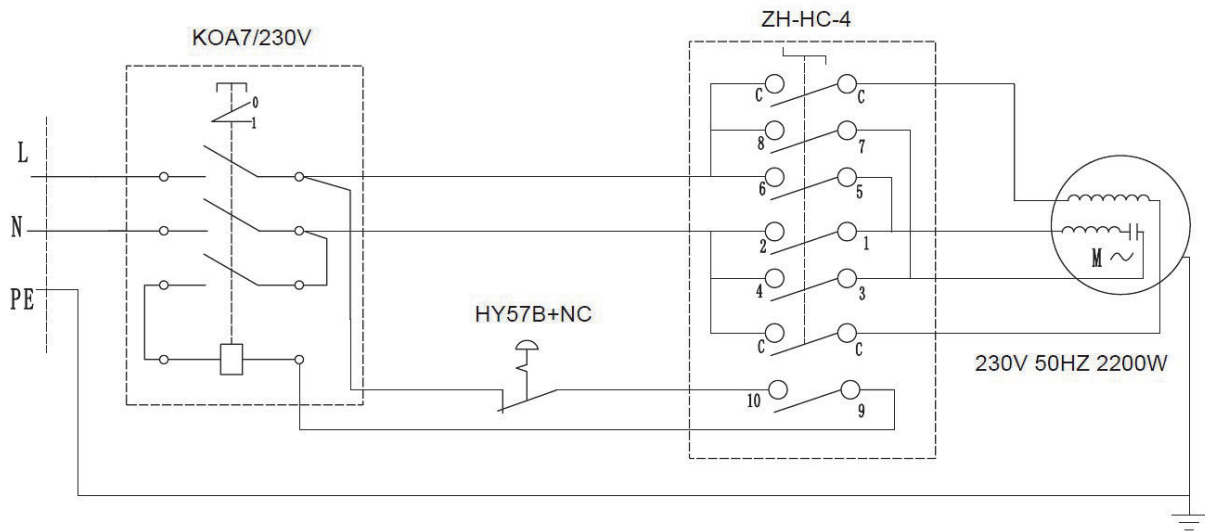 ZH-HC-4
KOA7/230V
C C
0
1
8 7
L
6 5
N
2 1
M
PE
4 3
HY57B+NC
C C
230V 50HZ 2200W
10 9